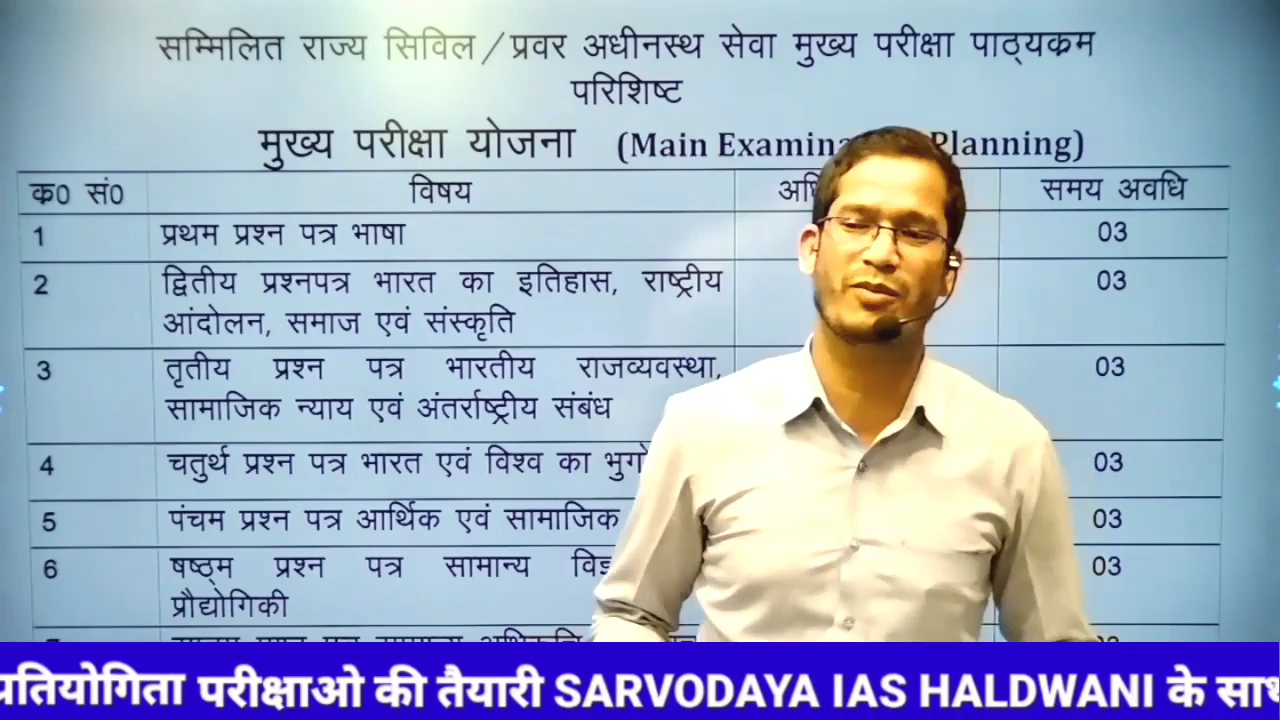 सम्मिलित राज्य सिविल/प्रवर अधीनस्थ सेवा मुख्य परीक्षा पाठ्यकम
परिशिष्ट
मुख्य परीक्षा योजना (Main Planning)
क0 सं0 विषय समय अवधि
1 प्रथम प्रश्न पत्र भाषा 03
2 द्वितीय प्रश्नपत्र भारत का इतिहास, राष्ट्रीय 03
आंदोलन, समाज एवं संस्कृति
3 तृतीय प्रश्न पत्र भारतीय राजव्यवस्था, 03
सामाजिक न्याय एवं अंतर्राष्ट्रीय संबंध
4 चतुर्थ प्रश्न पत्र भारत एवं विश्व का 03
5 पंचम प्रश्न पत्र आर्थिक एवं सामाजिक 03
6 षष्ठ्म प्रश्न पत्र सामान्य 03
प्रौद्योगिकी
प्रतियोगिता परीक्षाओ की तैयारी SARVODAYA IAS HALDWANI के साथ